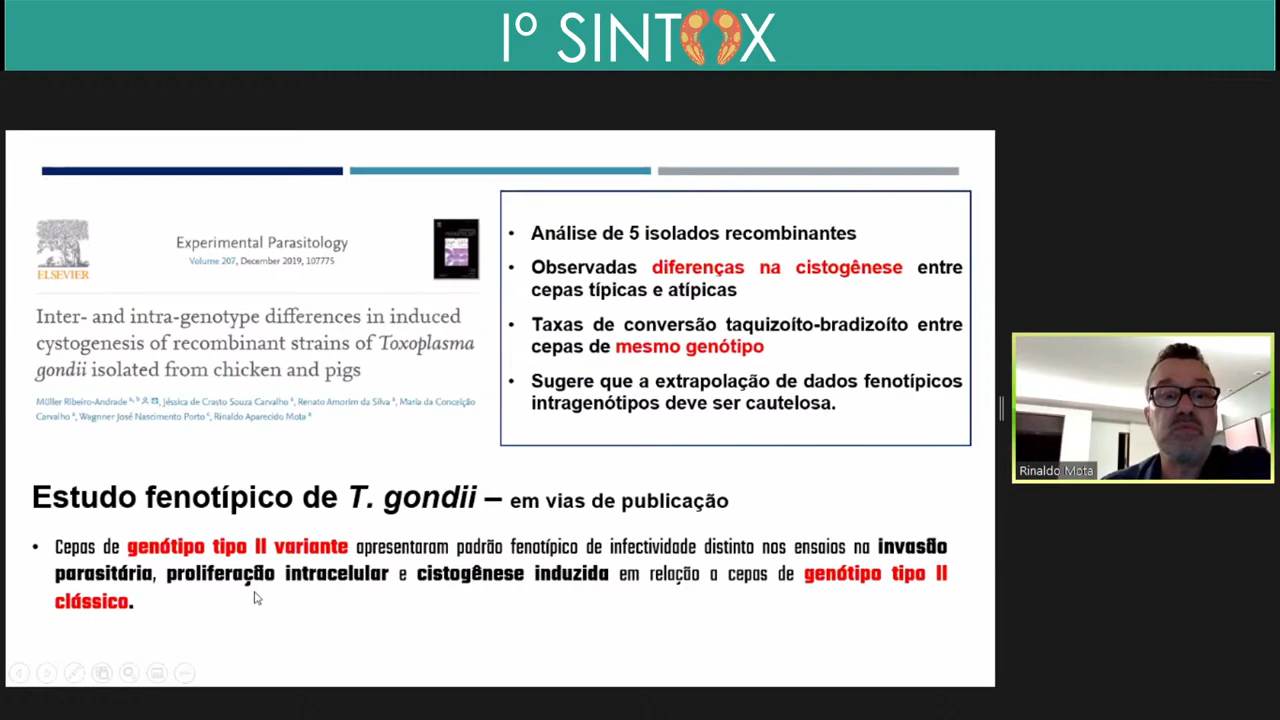 Iº SINTOX
Experimental Parasitology
Volume 207, December 2019, 107775
ELSEVIER
Inter- and intra-genotype differences in induced
cystogenesis of recombinant strains of Toxoplasma
gondii isolated from chicken and pigs
Müller Ribeiro-Andrade a, b, Jéssica de Crasto Souza Carvalho a, Renato Amorim da Silva a, Maria da Conceição
Carvalho a, Wagnner José Nascimento Porto c, Rinaldo Aparecido Mota a
• Análise de 5 isolados recombinantes
• Observadas diferenças na cistogênese entre
cepas típicas e atípicas
• Taxas de conversão taquizoíto-bradizoíto entre
cepas de mesmo genótipo
• Sugere que a extrapolação de dados fenotípicos
intragenótipos deve ser cautelosa.
Estudo fenotípico de T. gondii – em vias de publicação
• Cepas de genótipo tipo II variante apresentaram padrão fenotípico de infectividade distinto nos ensaios na invasão
parasitária, proliferação intracelular e cistogênese induzida em relação a cepas de genótipo tipo II
clássico.
Rinaldo Mota